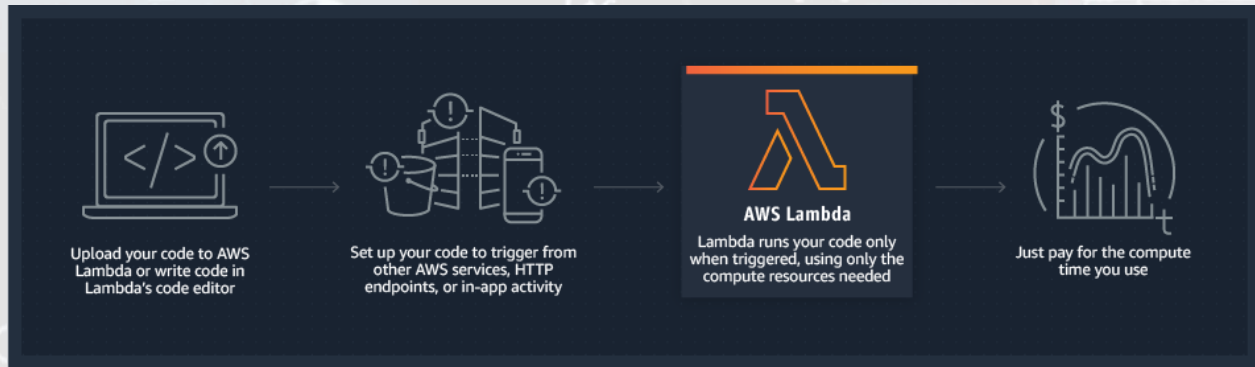 </>
$
t
Upload your code to AWS
Lambda or write code in
Lambda's code editor
Set up your code to trigger from
other AWS services, HTTP
endpoints, or in-app activity
AWS Lambda
Lambda runs your code only
when triggered, using only the
compute resources needed
Just pay for the compute
time you use